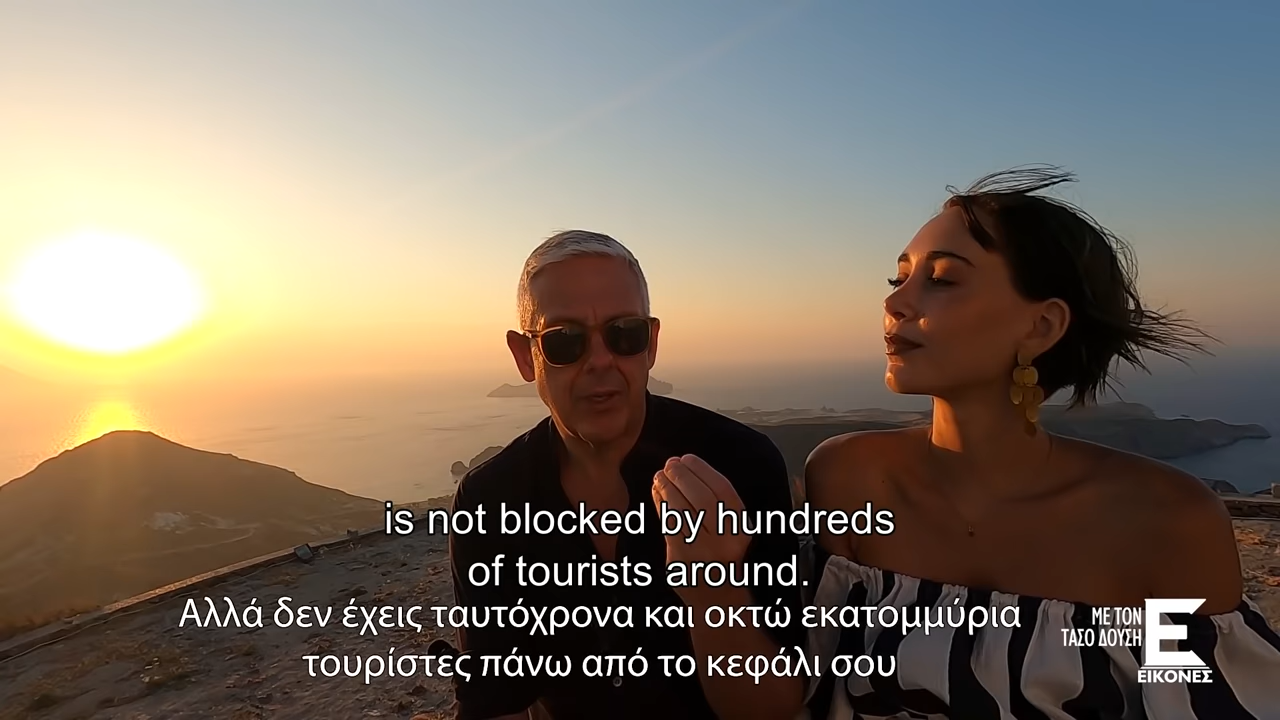 is not blocked by hundreds
of tourists around.
Αλλά δεν έχεις ταυτόχρονα και οκτώ εκατομμύρια
τουρίστες πάνω από το κεφάλι σου
ΜΕ ΤΟΝ
ΤΑΣΟ ΔΟΥΣΗ
Ε
ΕΙΚΟΝΕΣ